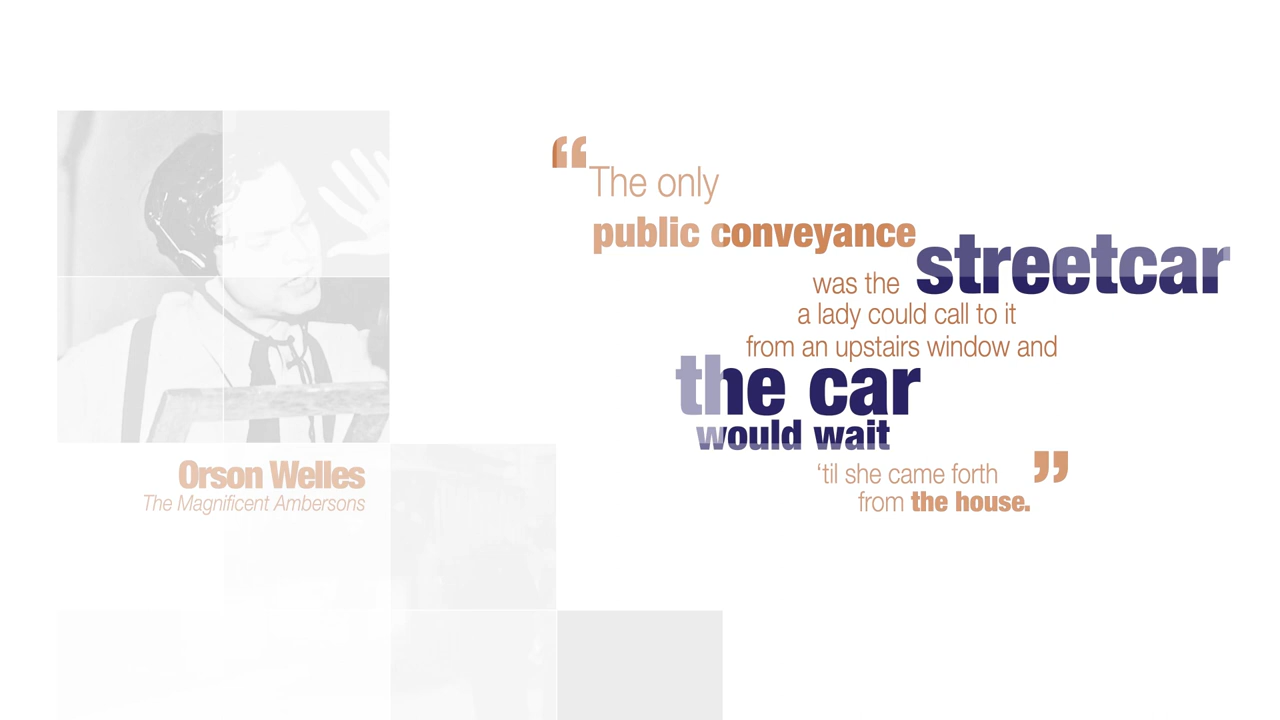 “The only
public conveyance
was the streetcar
a lady could call to it
from an upstairs window and
the car
would wait
‘til she came forth ”
from the house.
Orson Welles
The Magnificent Ambersons